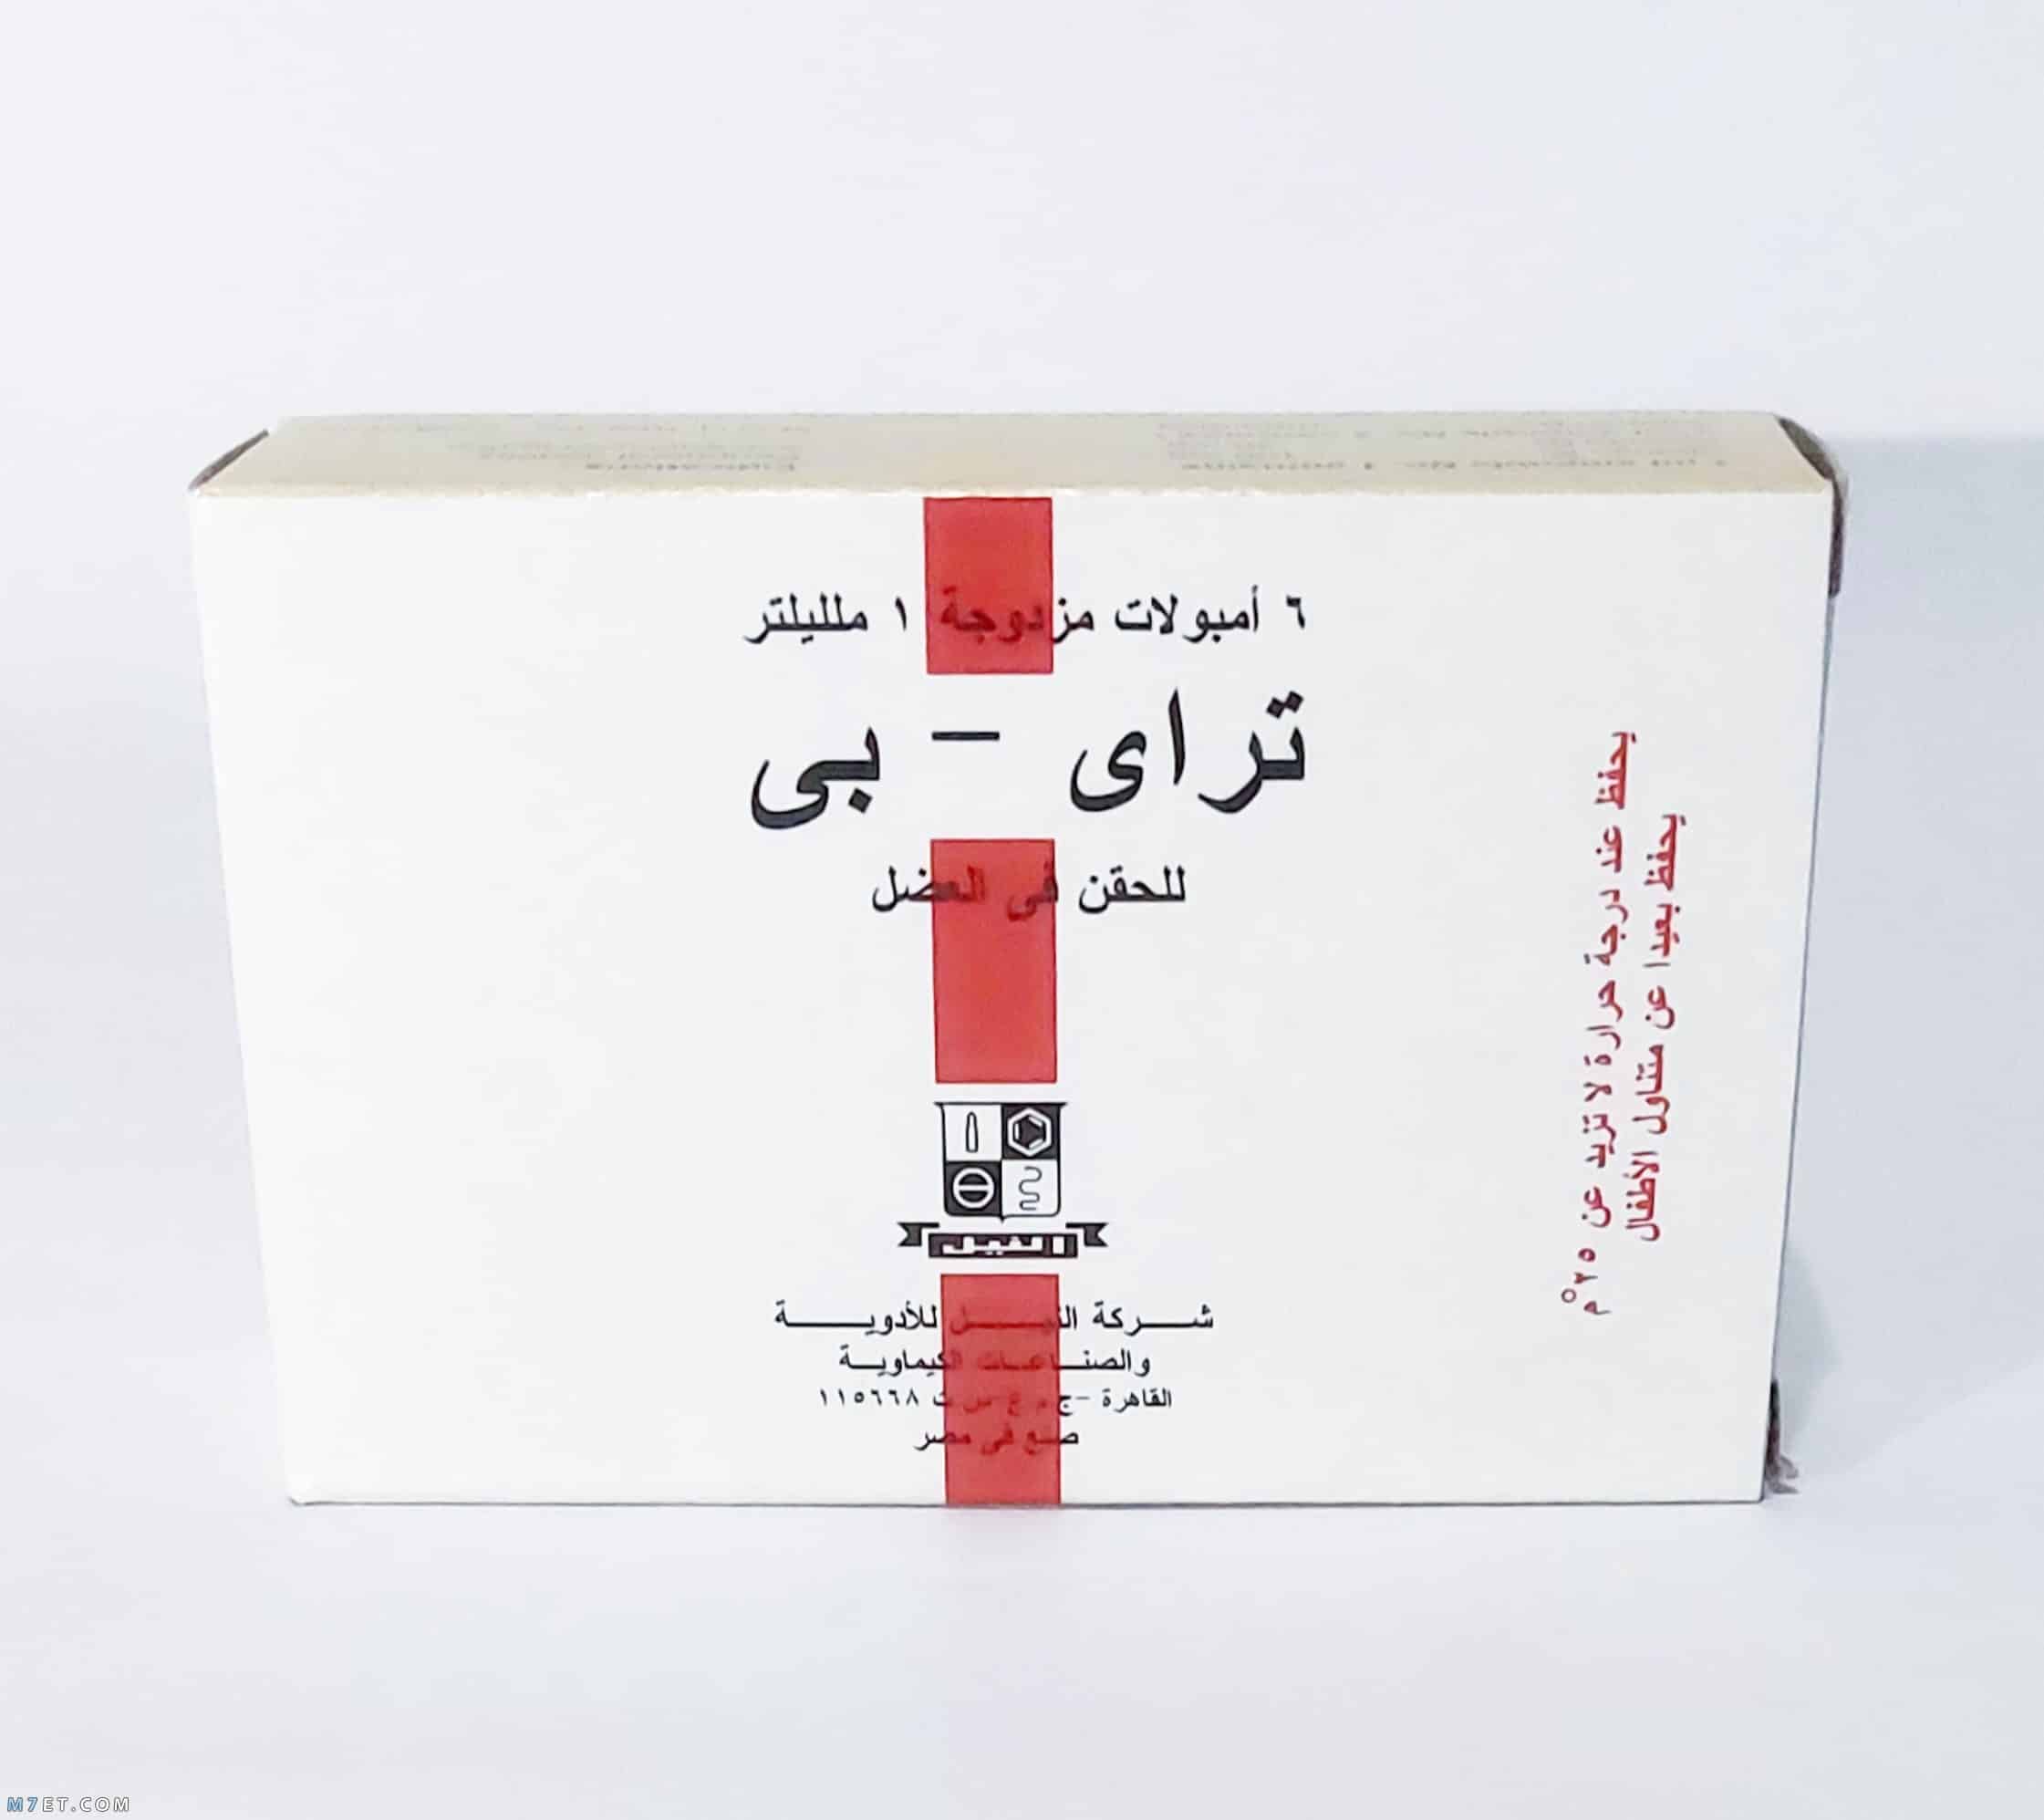 ٦ أمبولات مزدوجة ١ ملليلتر
تراى - بى
للحقن فى العضل
النيل
شركة النيل للأدوية
والصناعات الكيماوية
القاهرة - ج . م . ع س . ت ١١٥٦٦٨
صنع فى مصر
يحفظ عند درجة حرارة لا تزيد عن ٢٥°م
يحفظ بعيدا عن متناول الأطفال
M7ET.COM